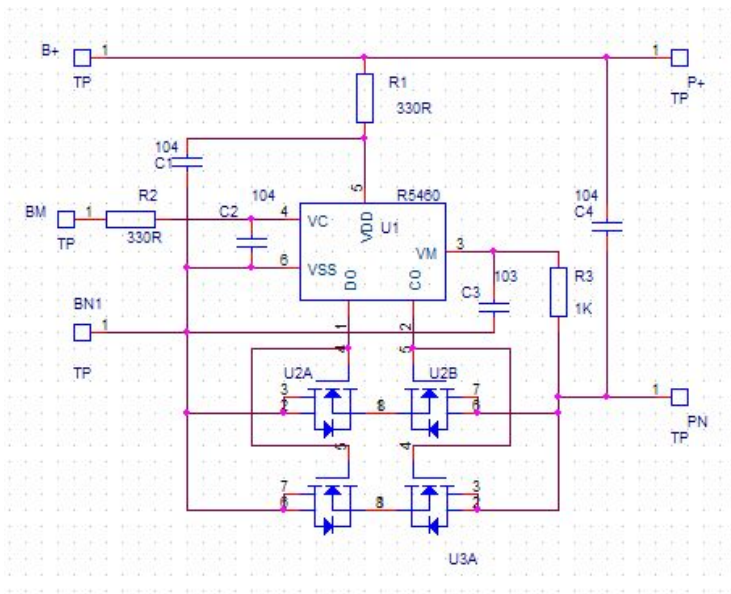 B+ 1
TP
R1
330R
1 P+
TP
104
C1
5
R2
104
C2
R5460
104
C4
BM 1
TP
330R
4 VC
VDD
U1
VM 3
6 VSS
DO
CO
103
C3
R3
1K
BN1
1
TP
1
2
4
5
U2A
U2B
3
2
8
7
6
1
PN
TP
5
4
7
6
8
3
2
U3A